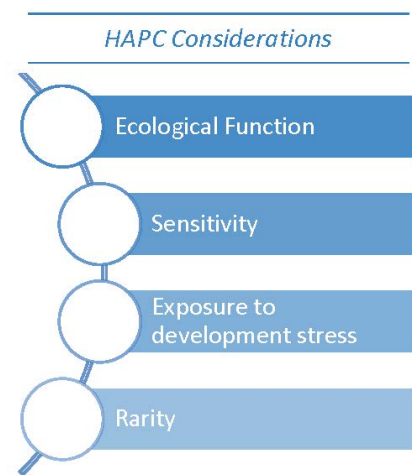 HAPC Considerations
Ecological Function
Sensitivity
Exposure to
development stress
Rarity